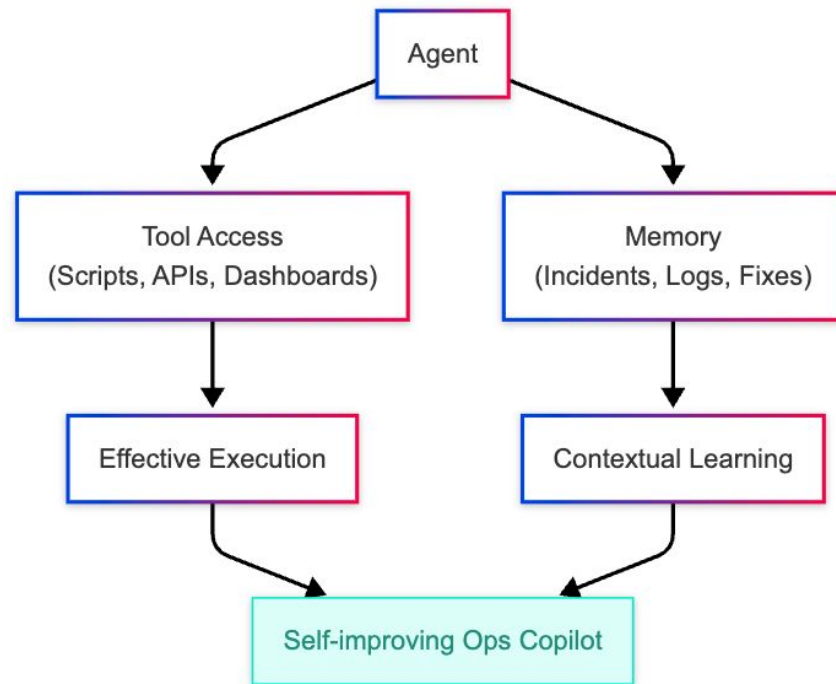 Agent
Tool Access
(Scripts, APIs, Dashboards)
Memory
(Incidents, Logs, Fixes)
Effective Execution
Contextual Learning
Self-improving Ops Copilot